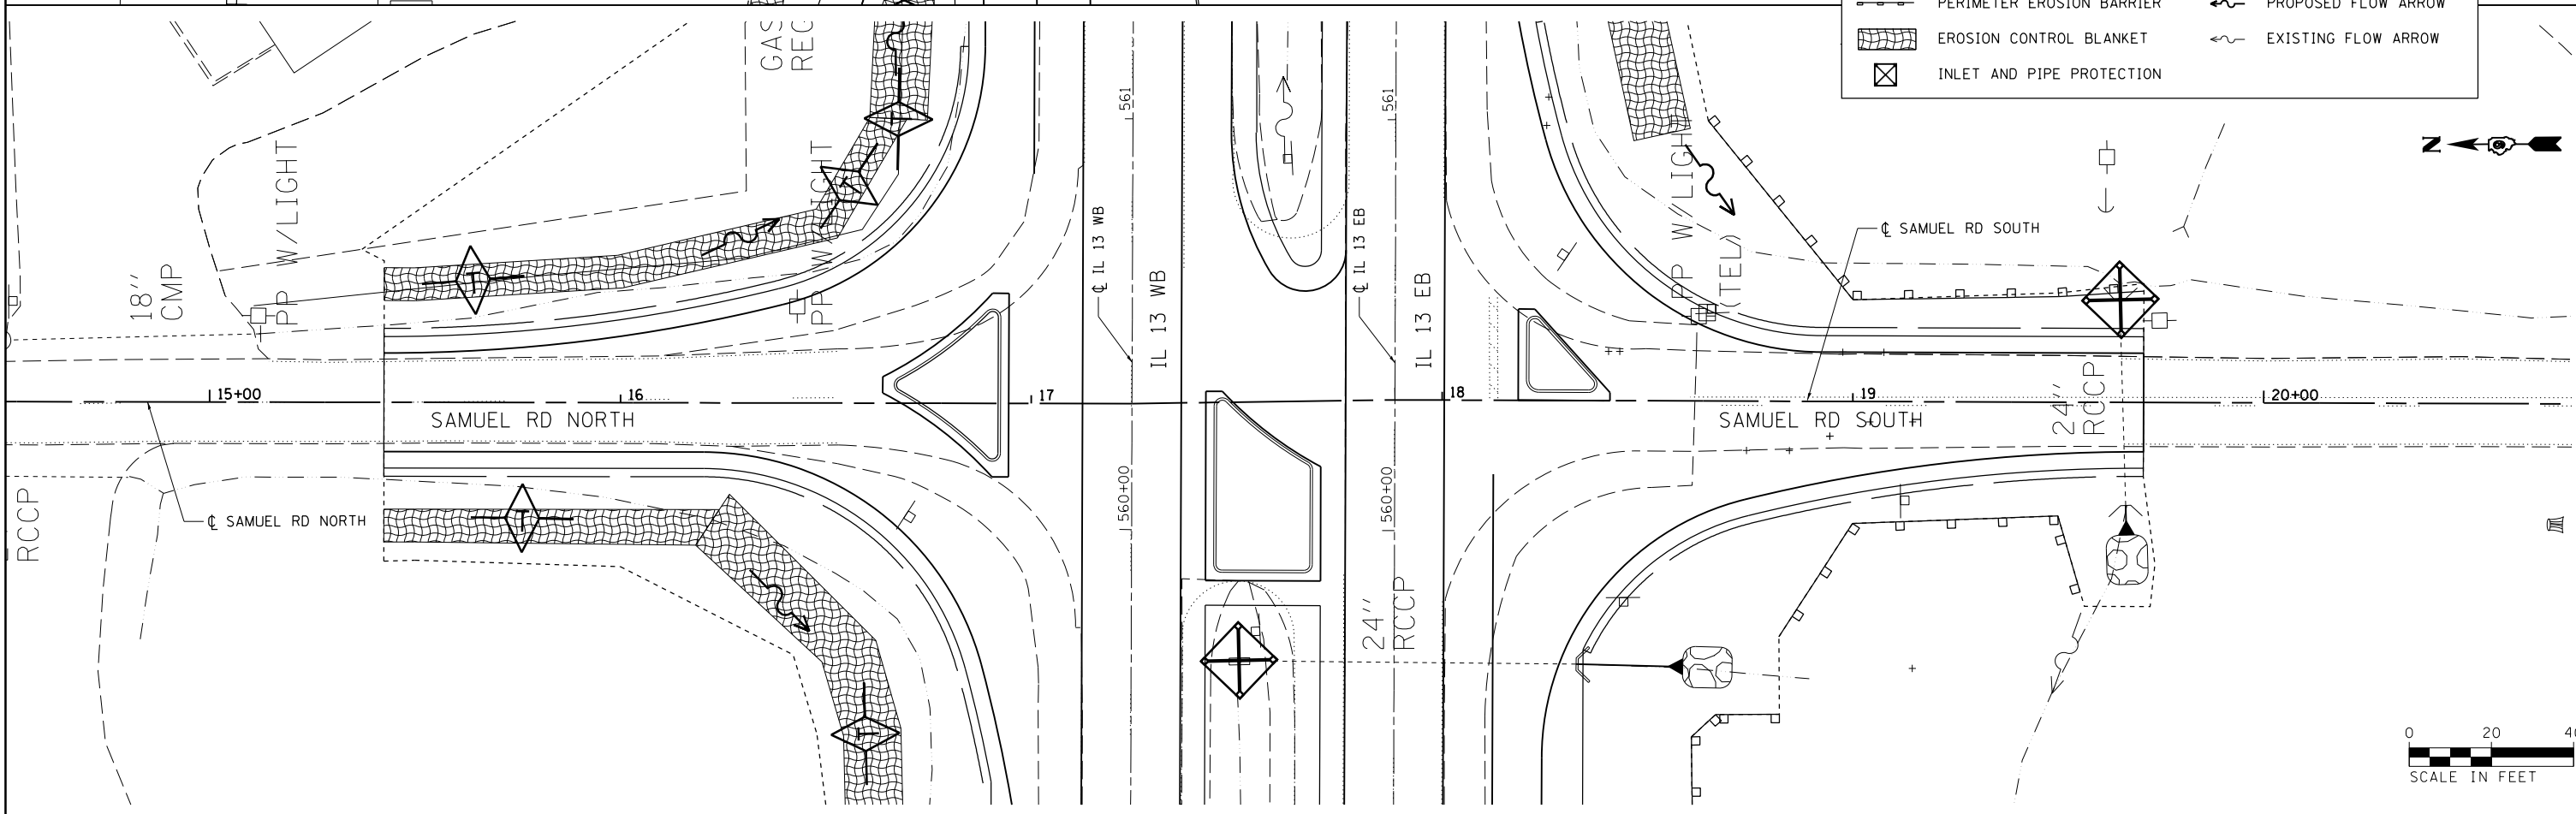 PERIMETER EROSION BARRIER
PROPOSED FLOW ARROW
EROSION CONTROL BLANKET
EXISTING FLOW ARROW
INLET AND PIPE PROTECTION
N
GAS
REG
561
561
PP W/LIGHT
PP W/LIGHT
PP W/LIGHT
(TEL)
18"
CMP
℄ IL 13 WB
IL 13 WB
℄ IL 13 EB
IL 13 EB
℄ SAMUEL RD SOUTH
T
T
15+00
16
17
18
19
20+00
SAMUEL RD NORTH
SAMUEL RD SOUTH
24"
RCCP
RCCP
℄ SAMUEL RD NORTH
T
560+00
560+00
24"
RCCP
T
0 20
SCALE IN FEET